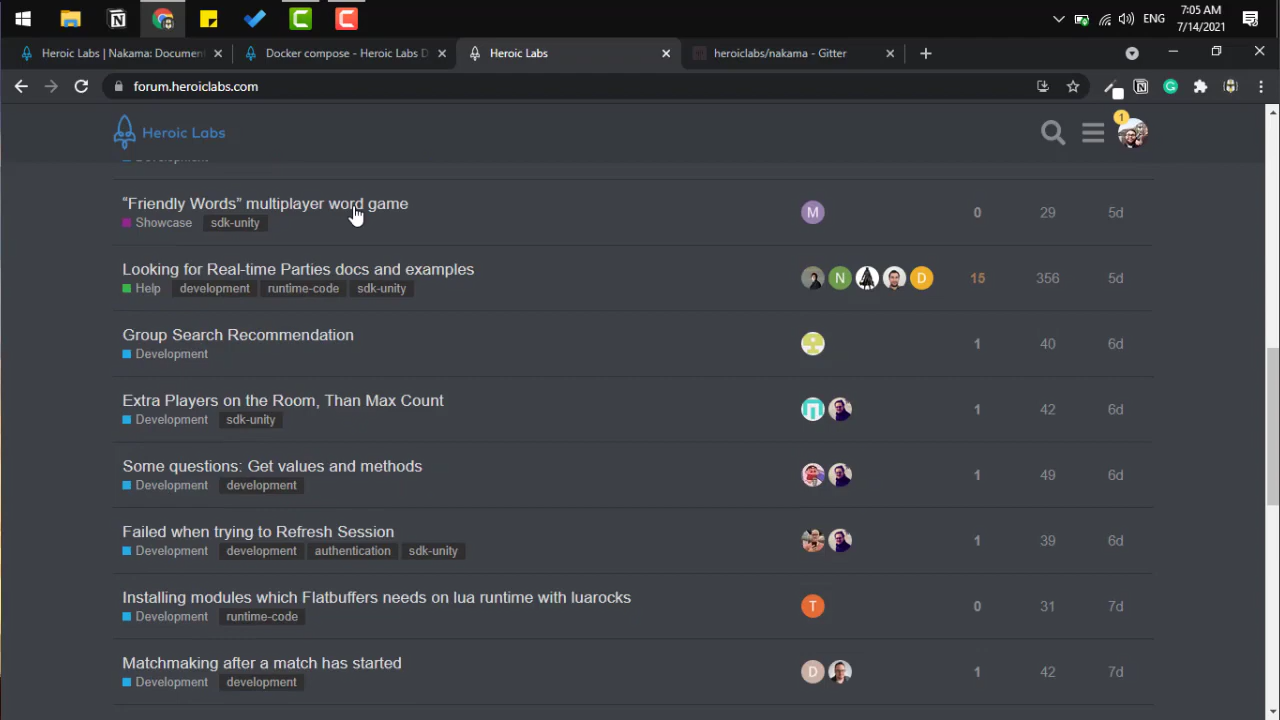 7:05 AM
ENG
7/14/2021
Heroic Labs | Nakama: Documen
Docker compose - Heroic Labs D
Heroic Labs
heroiclabs/nakama - Gitter
forum.heroiclabs.com
Heroic Labs
1
Development
“Friendly Words” multiplayer word game
Showcase sdk-unity
M 0 29 5d
Looking for Real-time Parties docs and examples
Help development runtime-code sdk-unity
N D 15 356 5d
Group Search Recommendation
Development
1 40 6d
Extra Players on the Room, Than Max Count
Development sdk-unity
1 42 6d
Some questions: Get values and methods
Development development
1 49 6d
Failed when trying to Refresh Session
Development development authentication sdk-unity
1 39 6d
Installing modules which Flatbuffers needs on lua runtime with luarocks
Development runtime-code
T 0 31 7d
Matchmaking after a match has started
Development development
D 1 42 7d